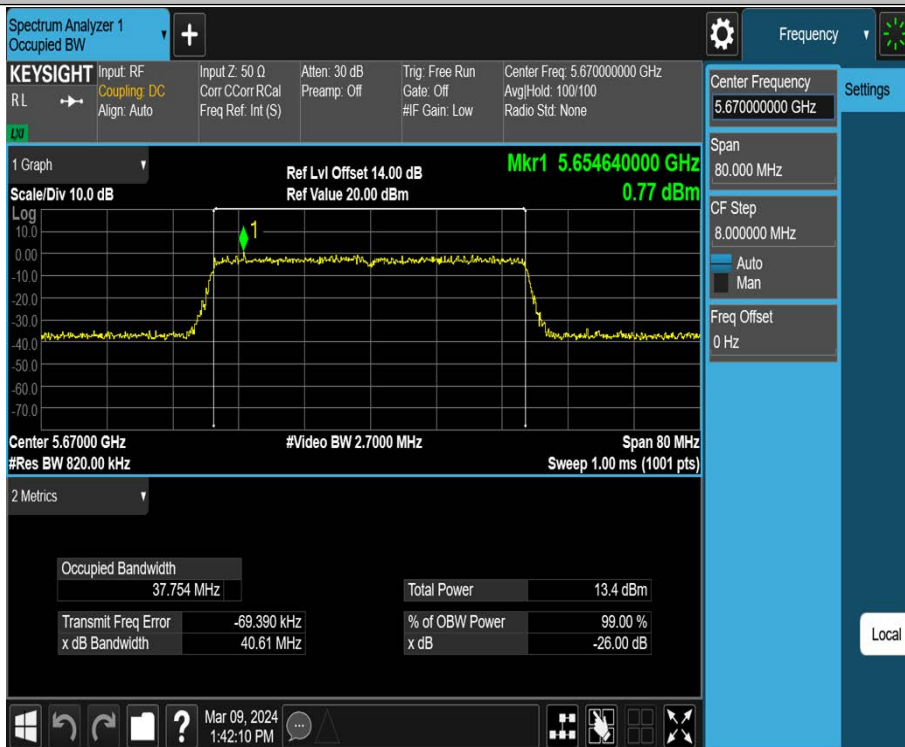 Spectrum Analyzer 1
Occupied BW
+
Frequency
KEYSIGHT
RL
LXI
Input: RF
Coupling: DC
Align: Auto
Input Z: 50 Ω
Corr CCorr RCal
Freq Ref: Int (S)
Atten: 30 dB
Preamp: Off
Trig: Free Run
Gate: Off
#IF Gain: Low
Center Freq: 5.670000000 GHz
Avg|Hold: 100/100
Radio Std: None
Center Frequency
5.670000000 GHz
Settings
Span
80.000 MHz
CF Step
8.000000 MHz
Auto
Man
Freq Offset
0 Hz
Local
1 Graph
Scale/Div 10.0 dB
Ref Lvl Offset 14.00 dB
Ref Value 20.00 dBm
Mkr1 5.654640000 GHz
0.77 dBm
Log
10.0
0.00
-10.0
-20.0
-30.0
-40.0
-50.0
-60.0
-70.0
1
Center 5.67000 GHz
#Res BW 820.00 kHz
#Video BW 2.7000 MHz
Span 80 MHz
Sweep 1.00 ms (1001 pts)
2 Metrics
Occupied Bandwidth
37.754 MHz
Total Power 13.4 dBm
Transmit Freq Error -69.390 kHz
% of OBW Power 99.00 %
x dB Bandwidth 40.61 MHz
x dB -26.00 dB
?
Mar 09, 2024
1:42:10 PM